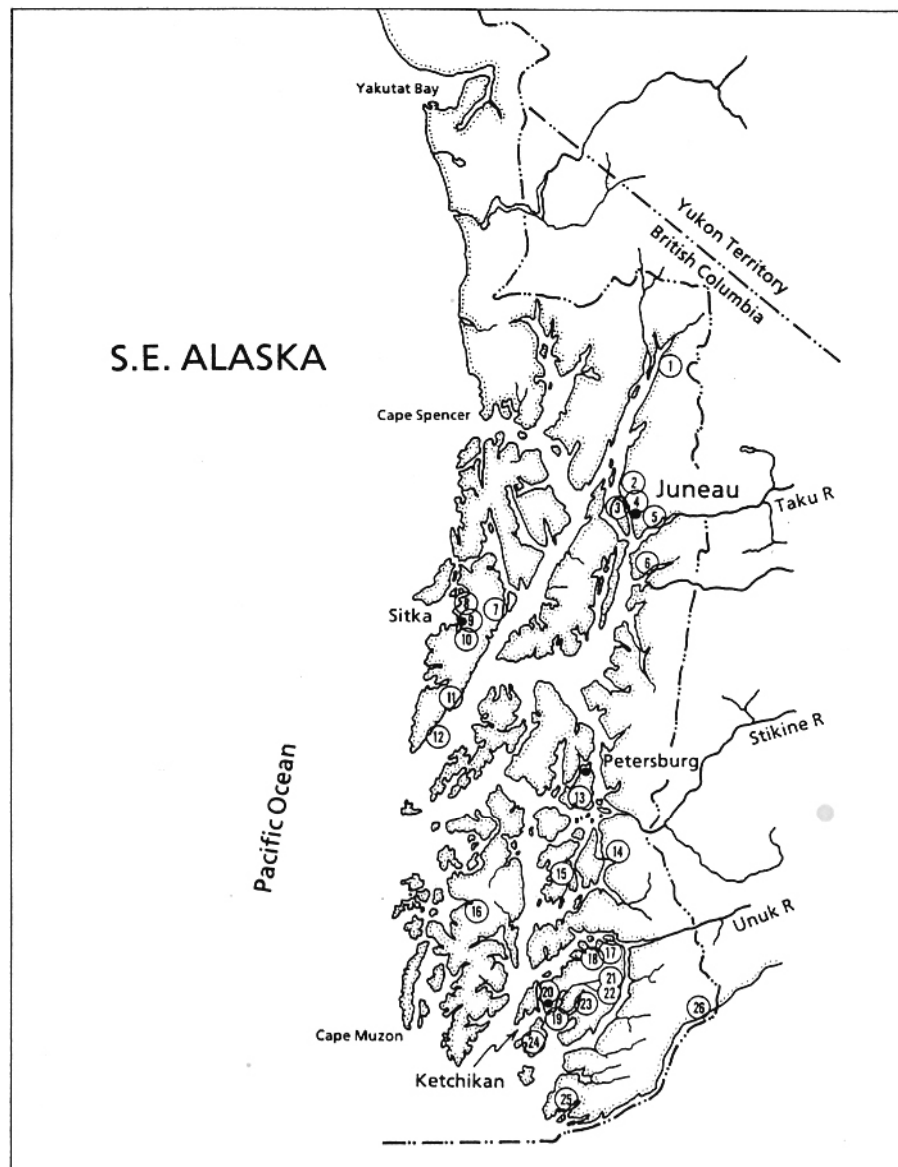 Yakutat Bay
Yukon Territory
British Columbia
S.E. ALASKA
1
Cape Spencer
2
Juneau
4
3
5
Taku R
6
8
7
Sitka
9
10
11
Stikine R
12
Petersburg
13
Pacific Ocean
14
15
16
Unuk R
18
17
21
20
22
23
26
19
Cape Muzon
24
Ketchikan
25